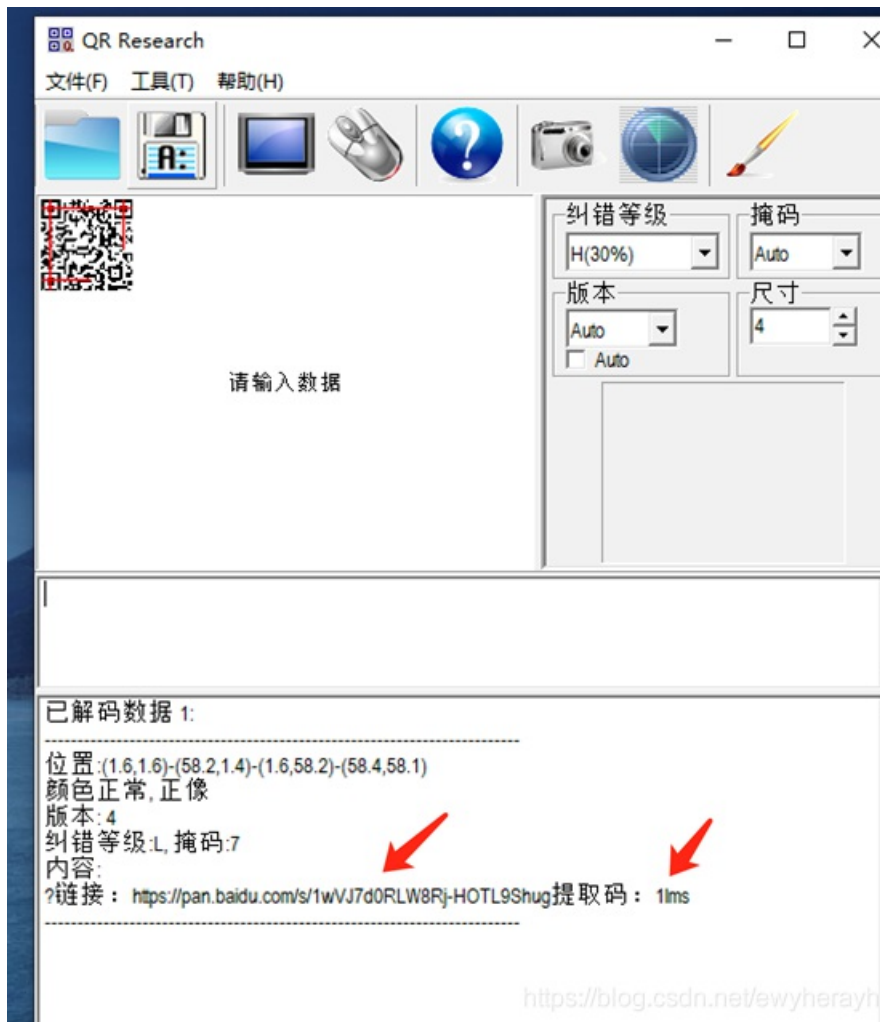 QR Research
文件(F) 工具(T) 帮助(H)
A:
?
纠错等级 掩码
H(30%) Auto
版本 尺寸
Auto 4
Auto
请输入数据
已解码数据 1:
---
位置:(1.6,1.6)-(58.2,1.4)-(1.6,58.2)-(58.4,58.1)
颜色正常, 正像
版本: 4
纠错等级:L, 掩码:7
内容:
?链接： https://pan.baidu.com/s/1wVJ7d0RLW8Rj-HOTL9Shug提取码： 1lms
---
https://blog.csdn.net/ewyherayh